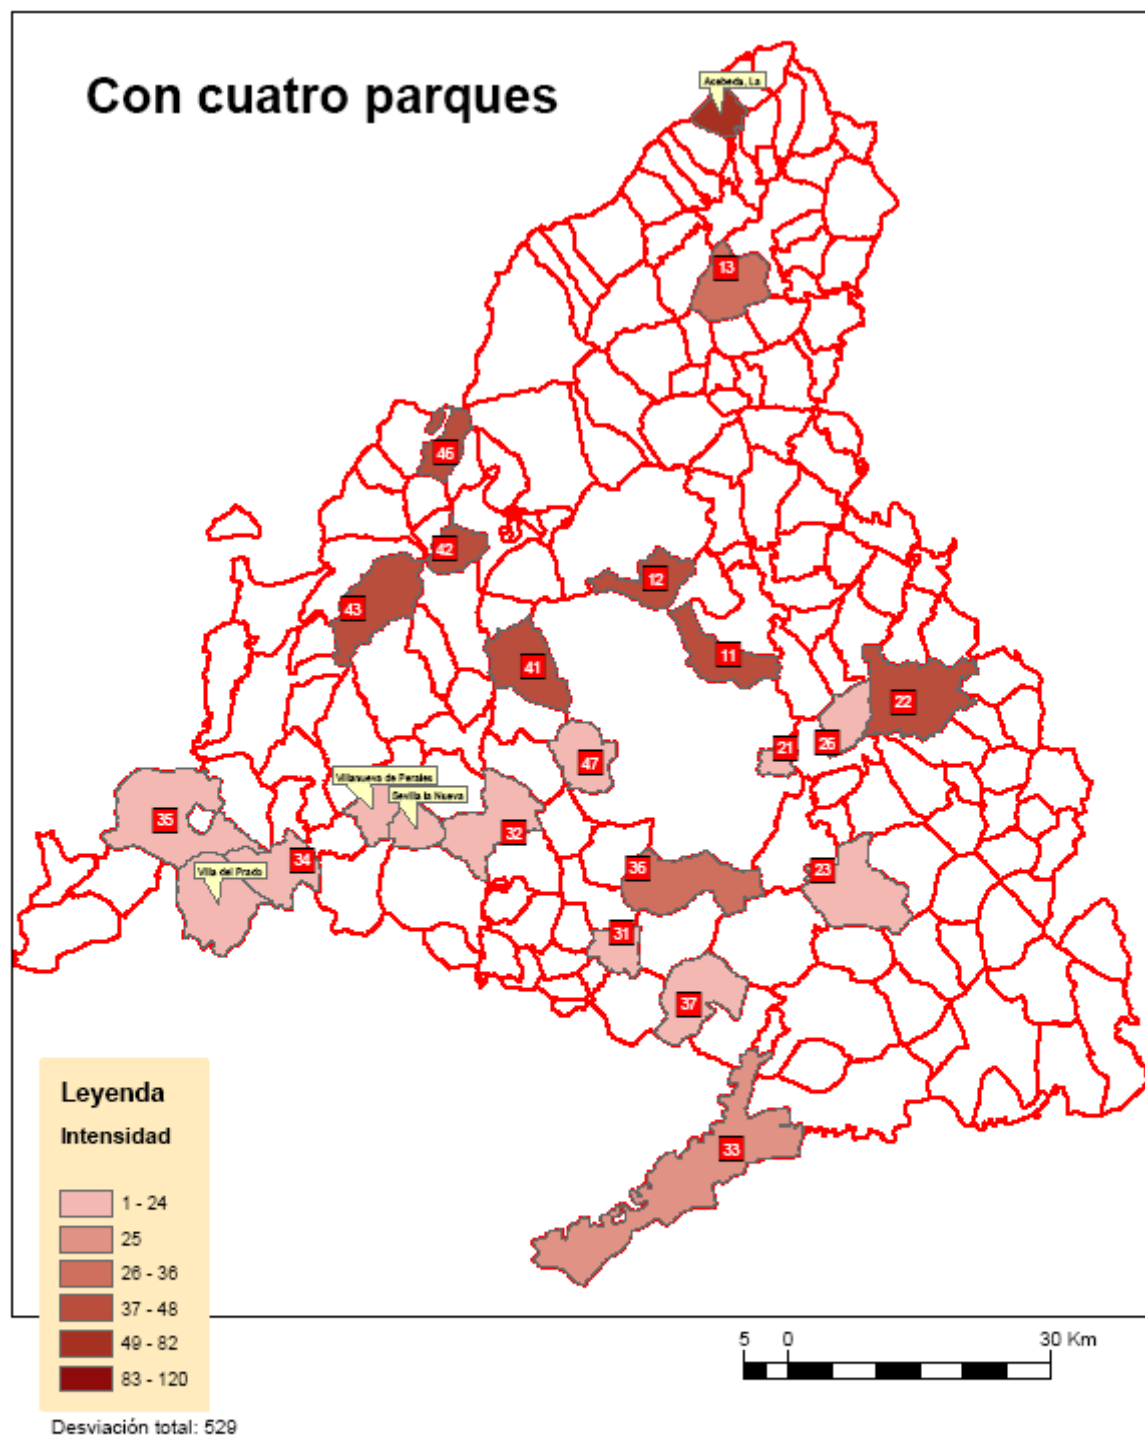 Acebeda, La
Con cuatro parques
13
46
42
12
43
11
41
22
21
26
47
Villanueva de Perales
Sevilla la Nueva
35
32
34
36
23
Villa del Prado
31
37
Leyenda
Intensidad
33
1 - 24
25
26 - 36
37 - 48
49 - 82
83 - 120
5 0 30 Km
Desviación total: 529